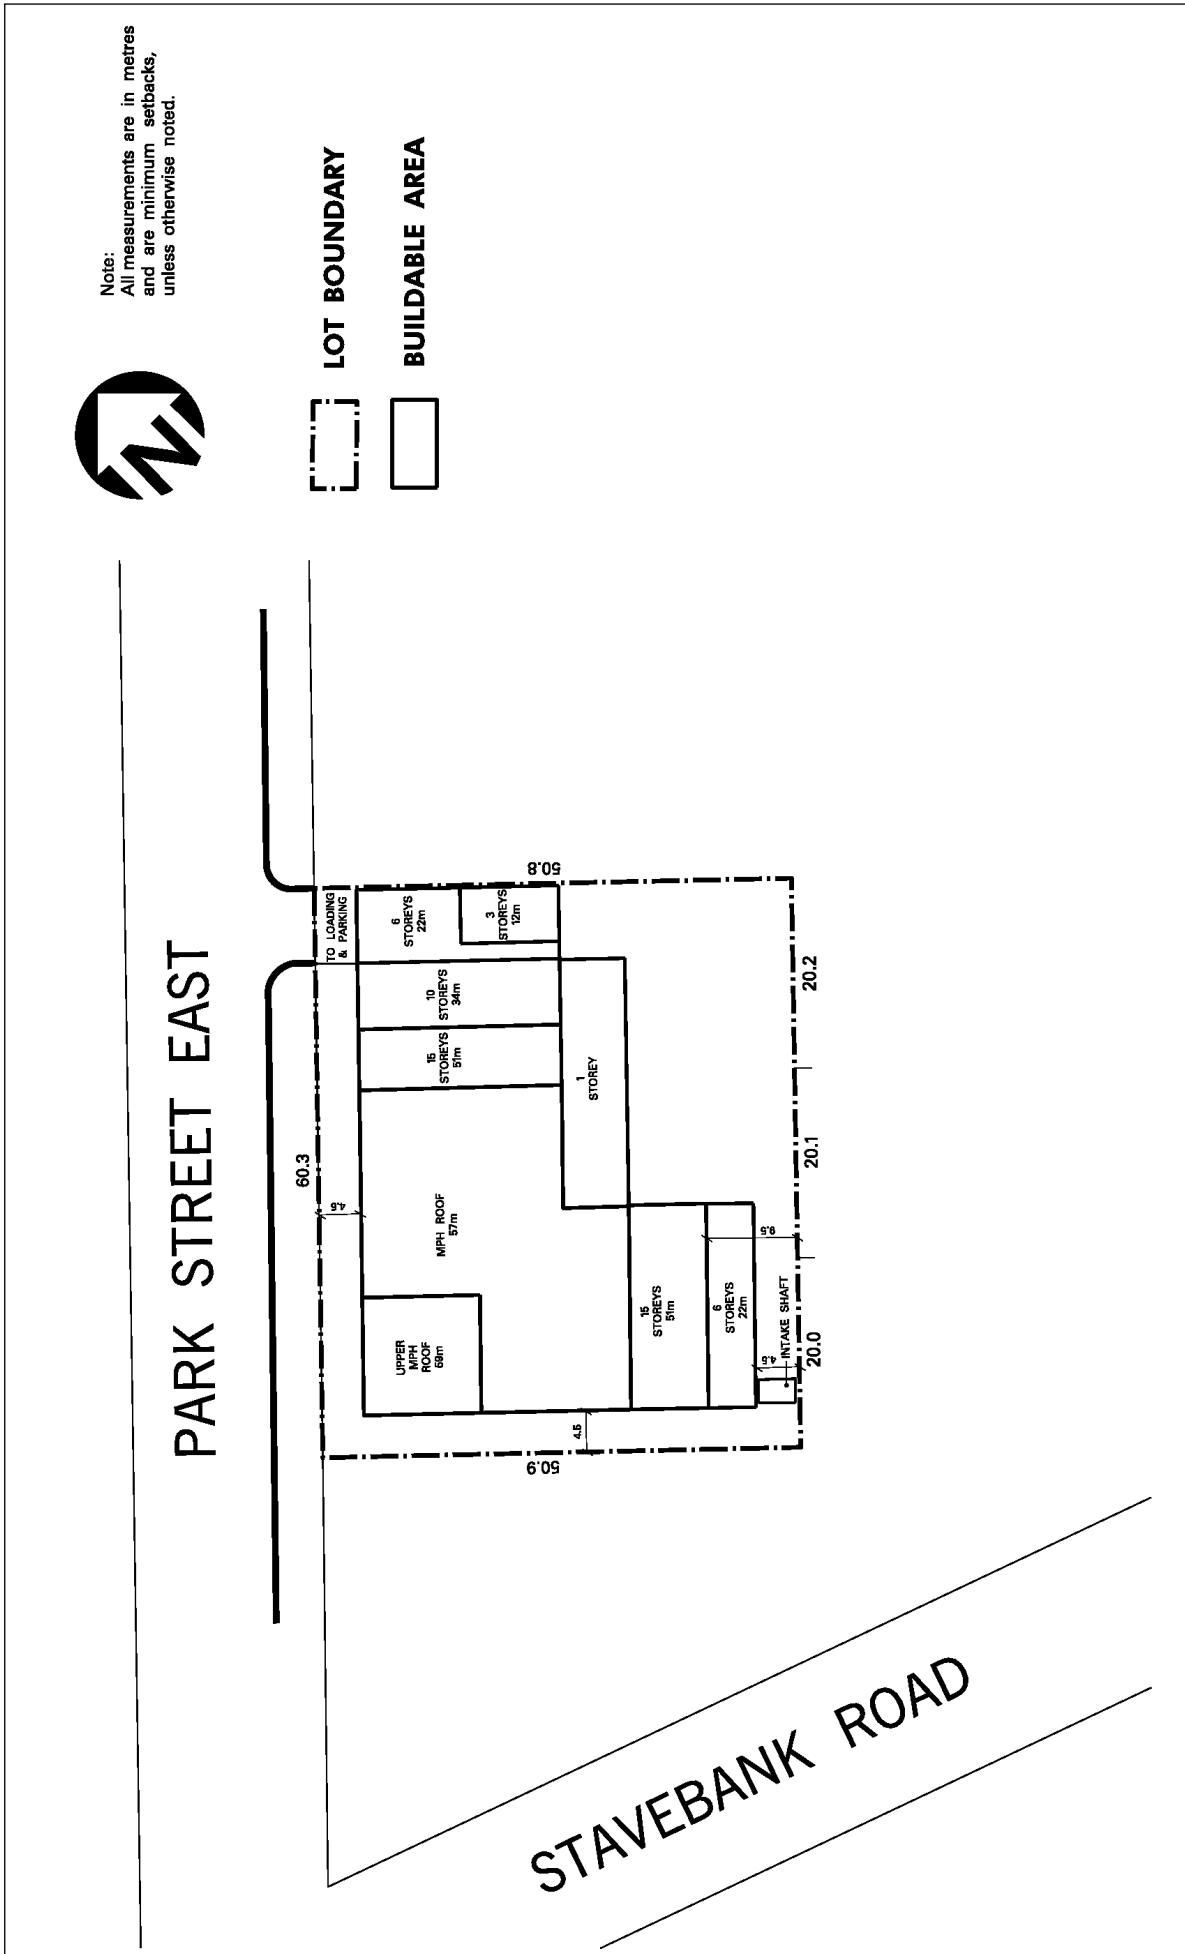 Note:
All measurements are in metres
and are minimum setbacks,
unless otherwise noted.
N
LOT BOUNDARY
BUILDABLE AREA
PARK STREET EAST
60.3
TO LOADING
& PARKING
4.5
50.8
6
STOREYS
22m
3
STOREYS
12m
10
STOREYS
34m
15
STOREYS
51m
1
STOREY
MPH ROOF
57m
UPPER
MPH
ROOF
59m
15
STOREYS
51m
6
STOREYS
22m
9.5
4.5
INTAKE SHAFT
4.5
50.9
20.0
20.1
20.2
STAVEBANK ROAD